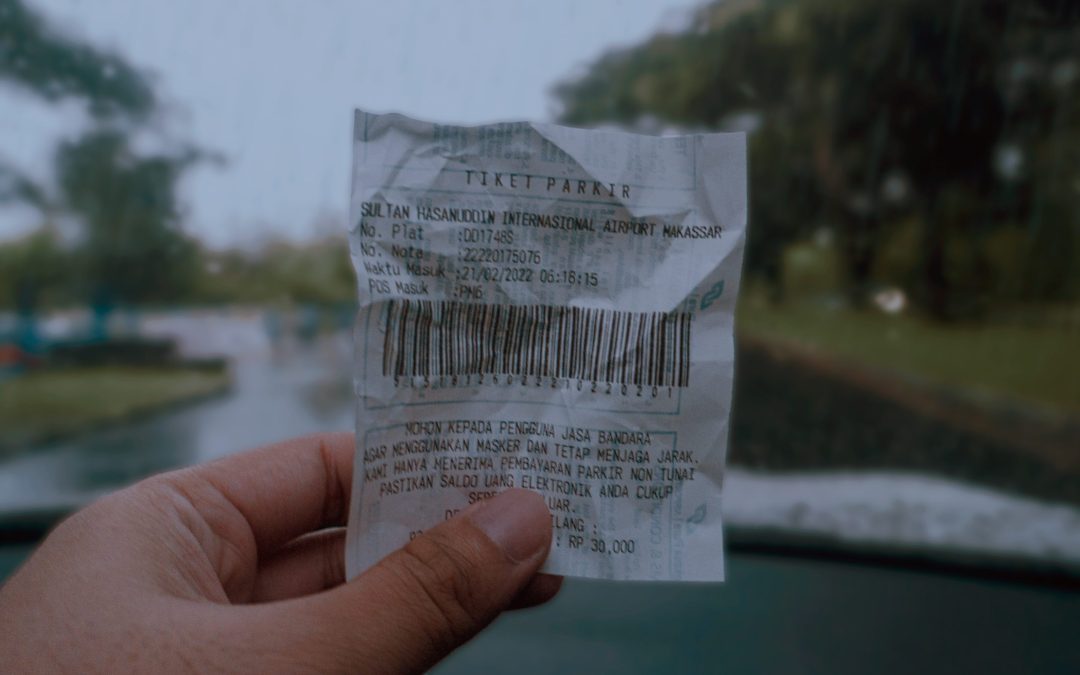 TIKET PARKIR
SULTAN HASANUDDIN INTERNASIONAL AIRPORT MAKASSAR
No. Plat :DD1748S
No. Nota :22220175076
Waktu Masuk :21/02/2022 06:16:15
POS Masuk :PM6
MOHON KEPADA PENGGUNA JASA BANDARA
AGAR MENGGUNAKAN MASKER DAN TETAP MENJAGA JARAK.
KAMI HANYA MENERIMA PEMBAYARAN PARKIR NON TUNAI
PASTIKAN SALDO UANG ELEKTRONIK ANDA CUKUP
LUAR.
ILANG :
: RP 30,000